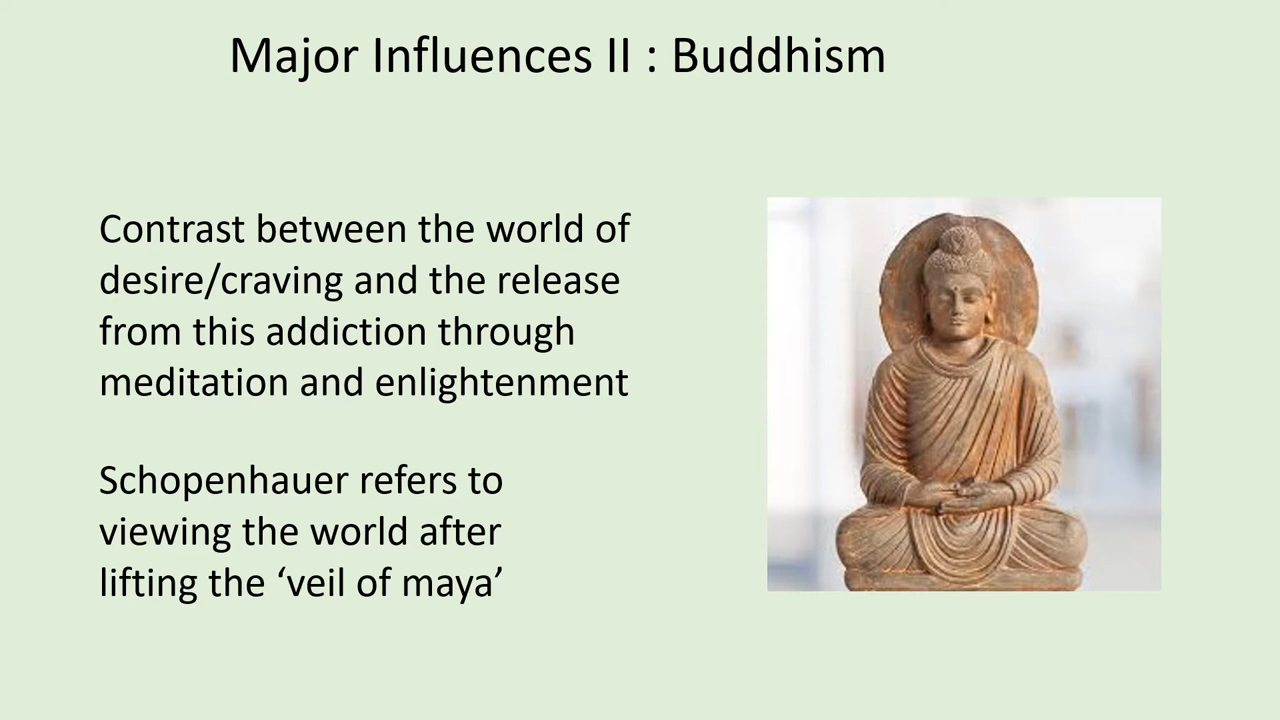 Major Influences II : Buddhism
Contrast between the world of
desire/craving and the release
from this addiction through
meditation and enlightenment
Schopenhauer refers to
viewing the world after
lifting the ‘veil of maya’